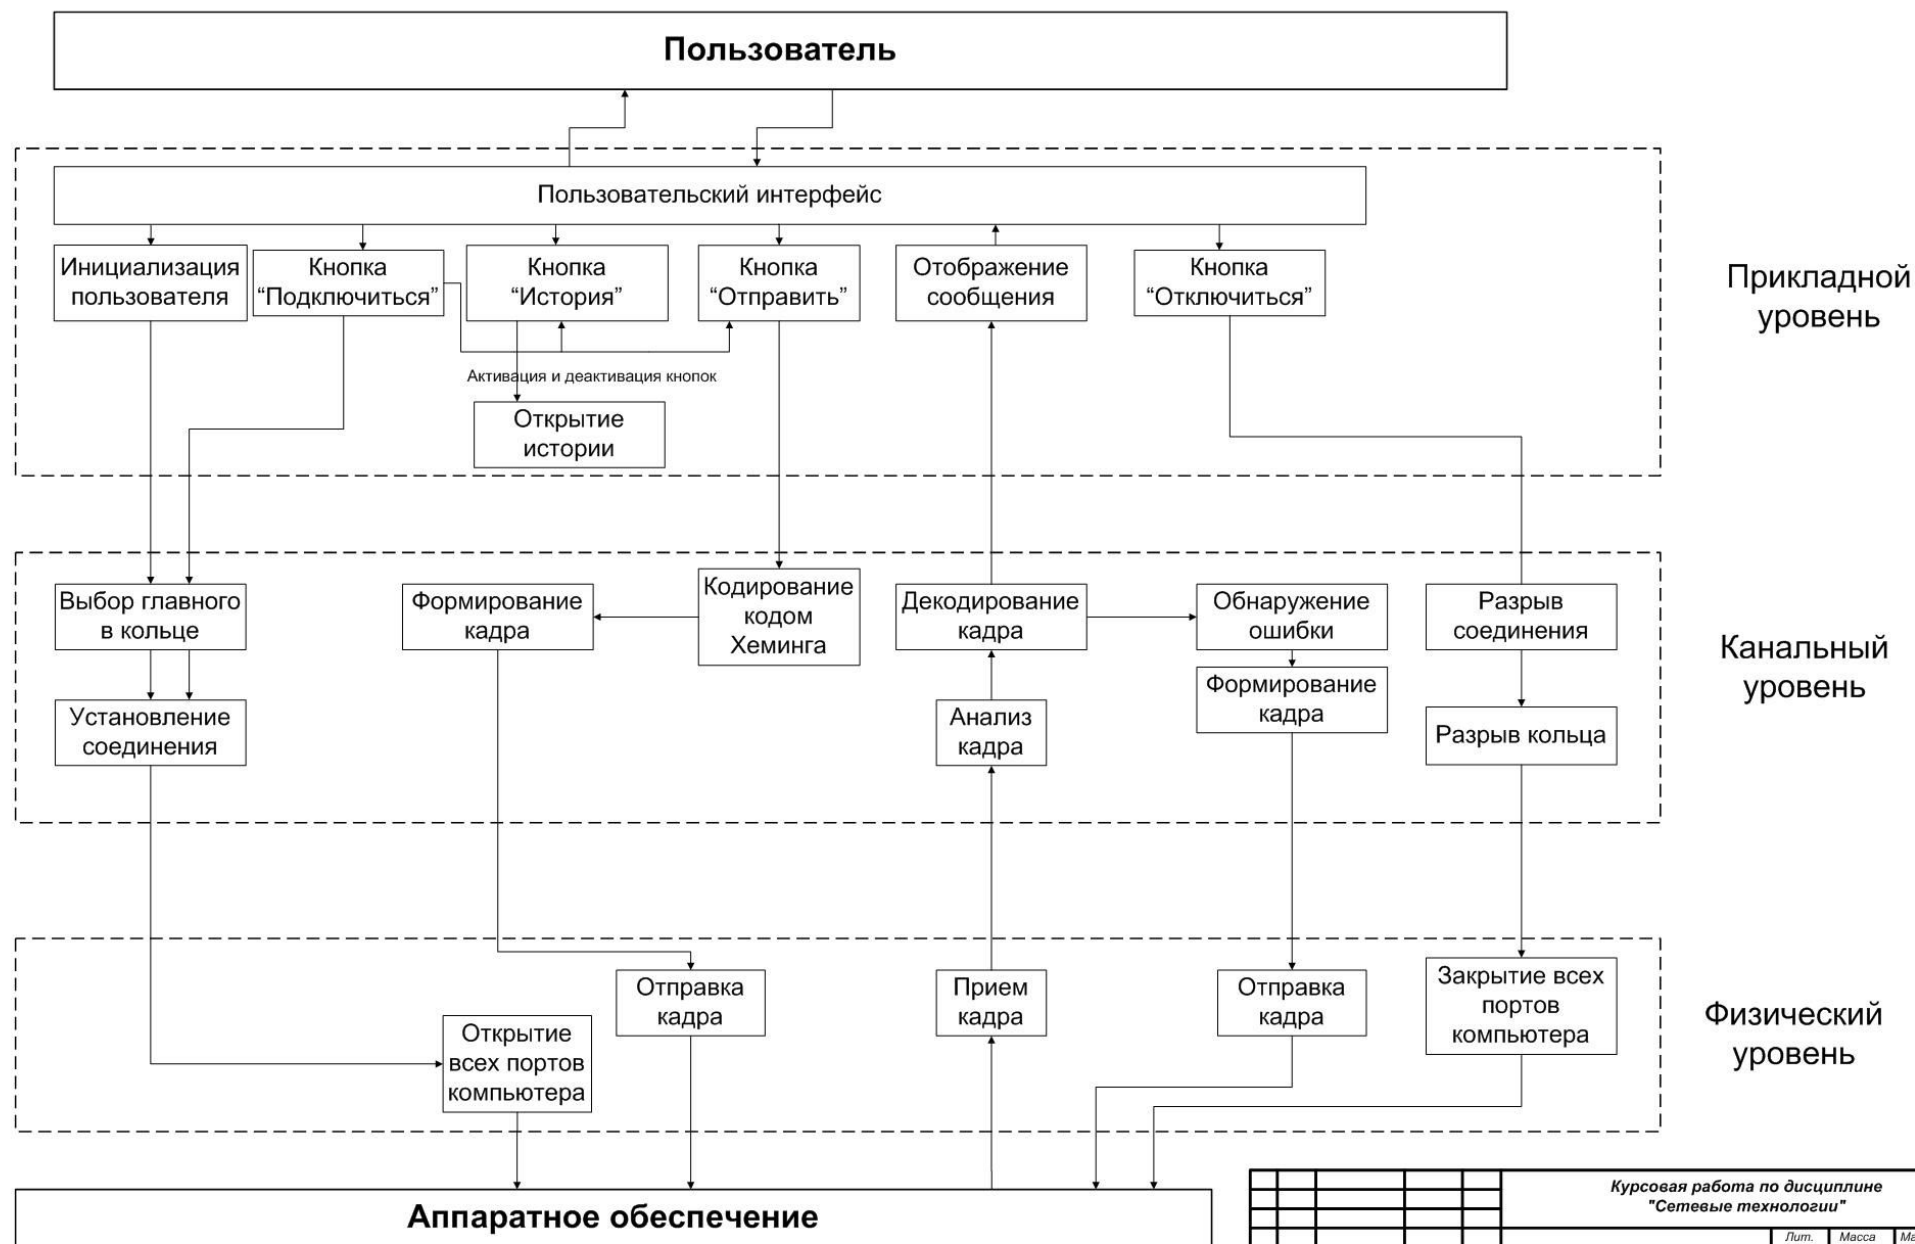 Пользователь
Пользовательский интерфейс
Инициализация
пользователя
Кнопка
“Подключиться”
Кнопка
“История”
Кнопка
“Отправить”
Отображение
сообщения
Кнопка
“Отключиться”
Прикладной
уровень
Активация и деактивация кнопок
Открытие
истории
Выбор главного
в кольце
Формирование
кадра
Кодирование
кодом
Хеминга
Декодирование
кадра
Обнаружение
ошибки
Разрыв
соединения
Канальный
уровень
Установление
соединения
Анализ
кадра
Формирование
кадра
Разрыв кольца
Открытие
всех портов
компьютера
Отправка
кадра
Прием
кадра
Отправка
кадра
Закрытие всех
портов
компьютера
Физический
уровень
Аппаратное обеспечение
Курсовая работа по дисциплине
"Сетевые технологии"
Лит. Масса